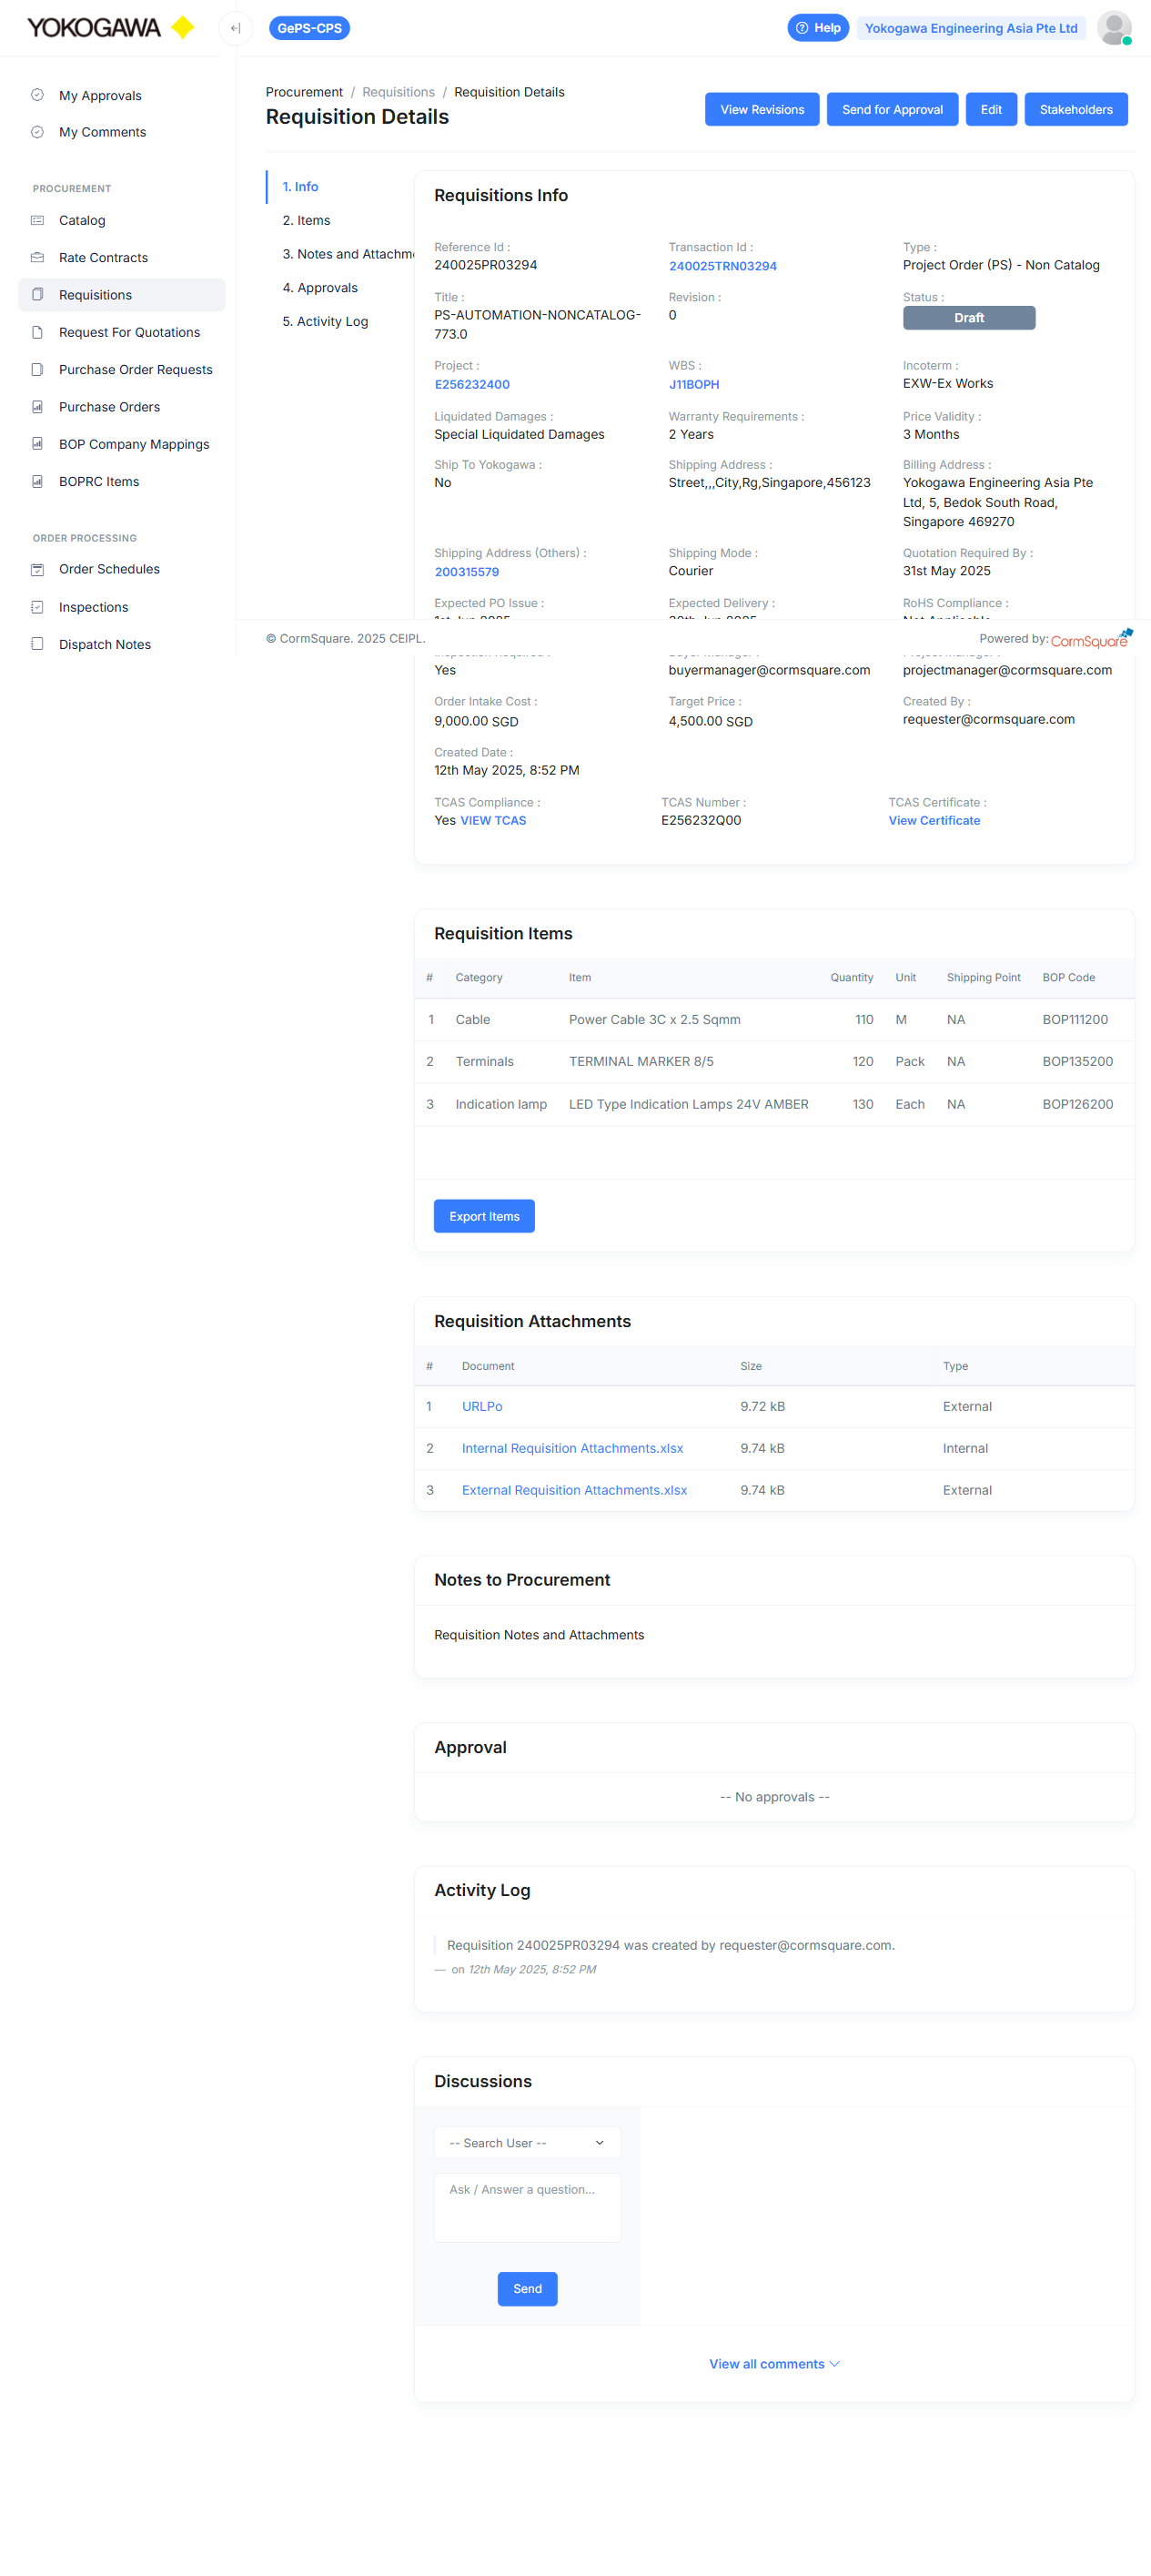 YOKOGAWA
GePS-CPS
Help
Yokogawa Engineering Asia Pte Ltd
My Approvals
My Comments
PROCUREMENT
Catalog
Rate Contracts
Requisitions
Request For Quotations
Purchase Order Requests
Purchase Orders
BOP Company Mappings
BOPRC Items
ORDER PROCESSING
Order Schedules
Inspections
Dispatch Notes
Procurement / Requisitions / Requisition Details
Requisition Details
View Revisions
Send for Approval
Edit
Stakeholders
1. Info
2. Items
3. Notes and Attachme
4. Approvals
5. Activity Log
Requisitions Info
Reference Id :
240025PR03294
Transaction Id :
240025TRN03294
Type :
Project Order (PS) - Non Catalog
Title :
PS-AUTOMATION-NONCATALOG-
773.0
Revision :
0
Status :
Draft
Project :
E256232400
WBS :
J11BOPH
Incoterm :
EXW-Ex Works
Liquidated Damages :
Special Liquidated Damages
Warranty Requirements :
2 Years
Price Validity :
3 Months
Ship To Yokogawa :
No
Shipping Address :
Street,,,City,Rg,Singapore,456123
Billing Address :
Yokogawa Engineering Asia Pte
Ltd, 5, Bedok South Road,
Singapore 469270
Shipping Address (Others) :
200315579
Shipping Mode :
Courier
Quotation Required By :
31st May 2025
Expected PO Issue :
Expected Delivery :
RoHS Compliance :
© CormSquare. 2025 CEIPL.
Powered by: CormSquare
Yes
buyermanager@cormsquare.com
projectmanager@cormsquare.com
Order Intake Cost :
9,000.00 SGD
Target Price :
4,500.00 SGD
Created By :
requester@cormsquare.com
Created Date :
12th May 2025, 8:52 PM
TCAS Compliance :
Yes VIEW TCAS
TCAS Number :
E256232Q00
TCAS Certificate :
View Certificate
Requisition Items
# Category Item Quantity Unit Shipping Point BOP Code
1 Cable Power Cable 3C x 2.5 Sqmm 110 M NA BOP111200
2 Terminals TERMINAL MARKER 8/5 120 Pack NA BOP135200
3 Indication lamp LED Type Indication Lamps 24V AMBER 130 Each NA BOP126200
Export Items
Requisition Attachments
# Document Size Type
1 URLPo 9.72 kB External
2 Internal Requisition Attachments.xlsx 9.74 kB Internal
3 External Requisition Attachments.xlsx 9.74 kB External
Notes to Procurement
Requisition Notes and Attachments
Approval
-- No approvals --
Activity Log
Requisition 240025PR03294 was created by requester@cormsquare.com.
— on 12th May 2025, 8:52 PM
Discussions
-- Search User --
Ask / Answer a question...
Send
View all comments